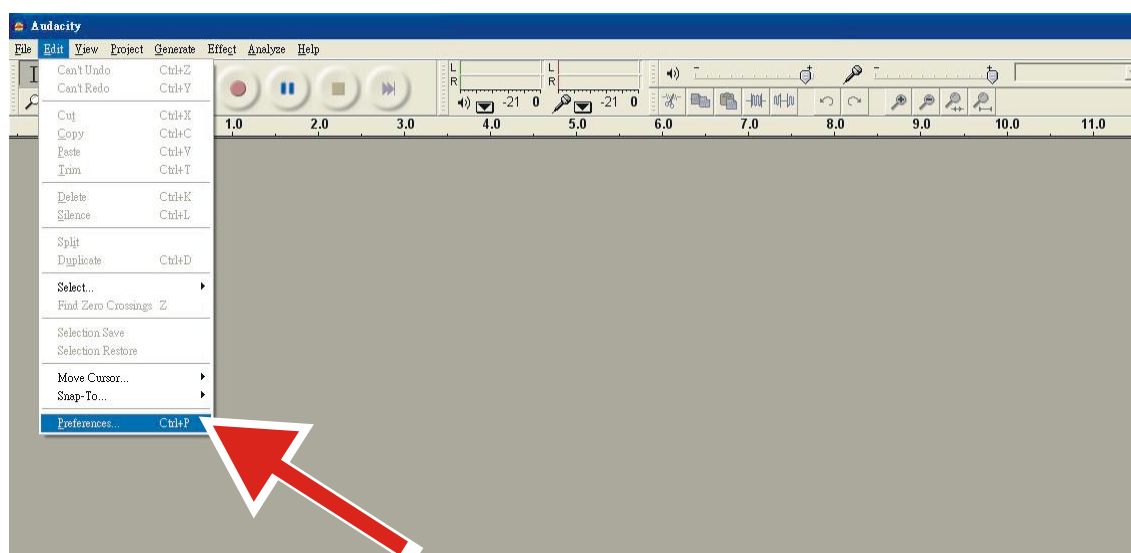 Audacity
File Edit View Project Generate Effect Analyze Help
Can't Undo Ctrl+Z
Can't Redo Ctrl+Y
Cut Ctrl+X
Copy Ctrl+C
Paste Ctrl+V
Trim Ctrl+T
Delete Ctrl+K
Silence Ctrl+L
Split
Duplicate Ctrl+D
Select...
Find Zero Crossings Z
Selection Save
Selection Restore
Move Cursor...
Snap-To...
Preferences... Ctrl+P
L
R
-21 0
L
R
-21 0
1.0 2.0 3.0 4.0 5.0 6.0 7.0 8.0 9.0 10.0 11.0